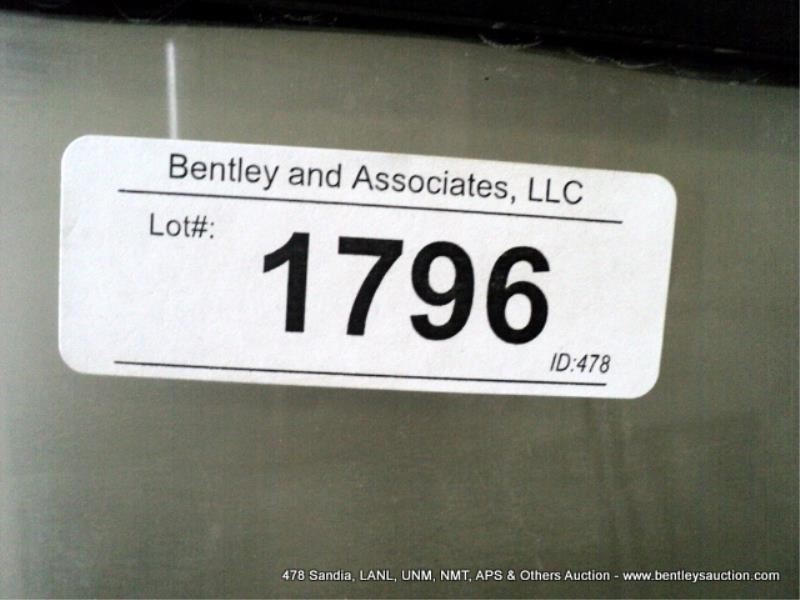 Bentley and Associates, LLC
Lot#:
1796
ID:478
478 Sandia, LANL, UNM, NMT, APS & Others Auction - www.bentleysauction.com